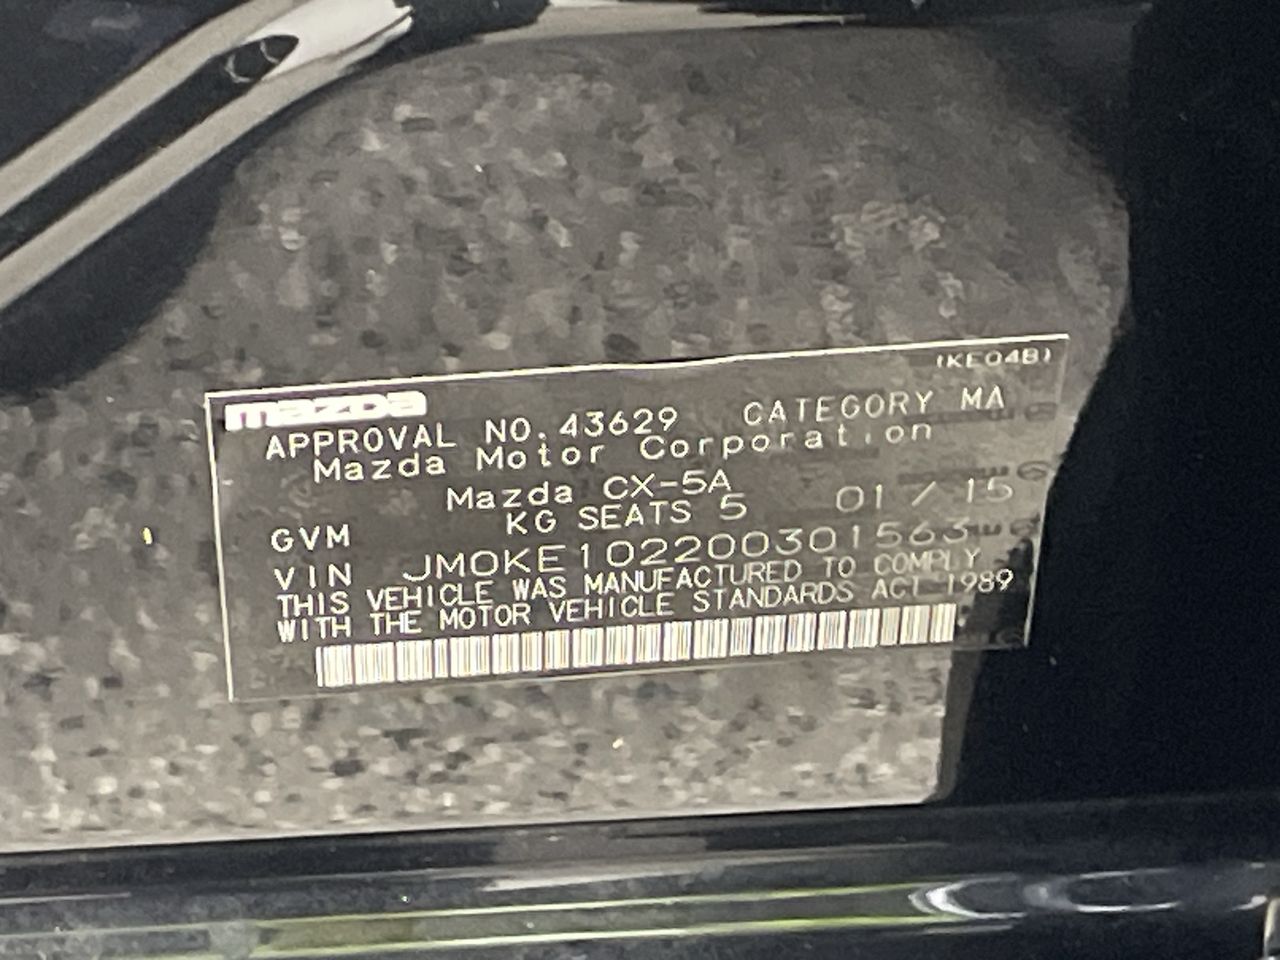 (KE04B)
mazda
APPROVAL NO. 43629 CATEGORY MA
Mazda Motor Corporation
Mazda CX-5A 01 / 15
GVM KG SEATS 5
VIN JM0KE102200301563
THIS VEHICLE WAS MANUFACTURED TO COMPLY
WITH THE MOTOR VEHICLE STANDARDS ACT 1989